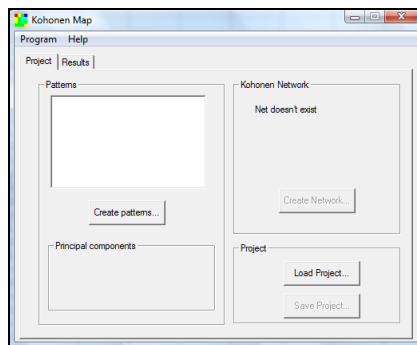 Kohonen Map
Program Help
Project Results
Patterns
Create patterns...
Principal components
Kohonen Network
Net doesn't exist
Create Network...
Project
Load Project...
Save Project...